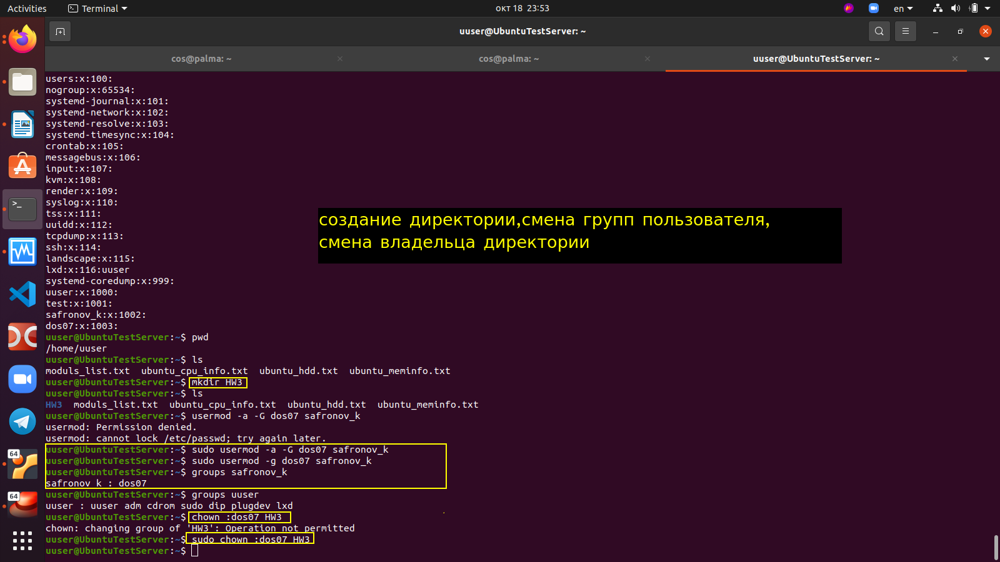 Activities
Terminal
окт 18 23:53
en
uuser@UbuntuTestServer: ~
cos@palma: ~
cos@palma: ~
uuser@UbuntuTestServer: ~
users:x:100:
nogroup:x:65534:
systemd-journal:x:101:
systemd-network:x:102:
systemd-resolve:x:103:
systemd-timesync:x:104:
crontab:x:105:
messagebus:x:106:
input:x:107:
kvm:x:108:
render:x:109:
syslog:x:110:
tss:x:111:
uuidd:x:112:
tcpdump:x:113:
ssh:x:114:
landscape:x:115:
lxd:x:116:uuser
systemd-coredump:x:999:
uuser:x:1000:
test:x:1001:
safronov_k:x:1002:
dos07:x:1003:
uuser@UbuntuTestServer:~$ pwd
/home/uuser
uuser@UbuntuTestServer:~$ ls
moduls_list.txt ubuntu_cpu_info.txt ubuntu_hdd.txt ubuntu_meminfo.txt
uuser@UbuntuTestServer:~$ mkdir HW3
uuser@UbuntuTestServer:~$ ls
HW3 moduls_list.txt ubuntu_cpu_info.txt ubuntu_hdd.txt ubuntu_meminfo.txt
uuser@UbuntuTestServer:~$ usermod -a -G dos07 safronov_k
usermod: Permission denied.
usermod: cannot lock /etc/passwd; try again later.
uuser@UbuntuTestServer:~$ sudo usermod -a -G dos07 safronov_k
uuser@UbuntuTestServer:~$ sudo usermod -g dos07 safronov_k
uuser@UbuntuTestServer:~$ groups safronov_k
safronov_k : dos07
uuser@UbuntuTestServer:~$ groups uuser
uuser : uuser adm cdrom sudo dip plugdev lxd
uuser@UbuntuTestServer:~$ chown :dos07 HW3
chown: changing group of 'HW3': Operation not permitted
uuser@UbuntuTestServer:~$ sudo chown :dos07 HW3
uuser@UbuntuTestServer:~$
создание директории,смена групп пользователя,
смена владельца директории
64
64